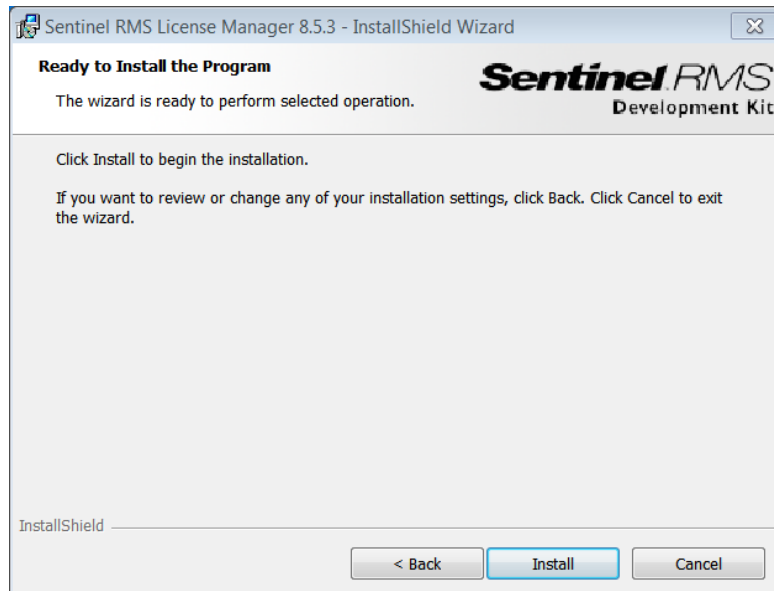 Sentinel RMS License Manager 8.5.3 - InstallShield Wizard
Ready to Install the Program
The wizard is ready to perform selected operation.
Sentinel RMS
Development Kit
Click Install to begin the installation.
If you want to review or change any of your installation settings, click Back. Click Cancel to exit
the wizard.
InstallShield
< Back
Install
Cancel